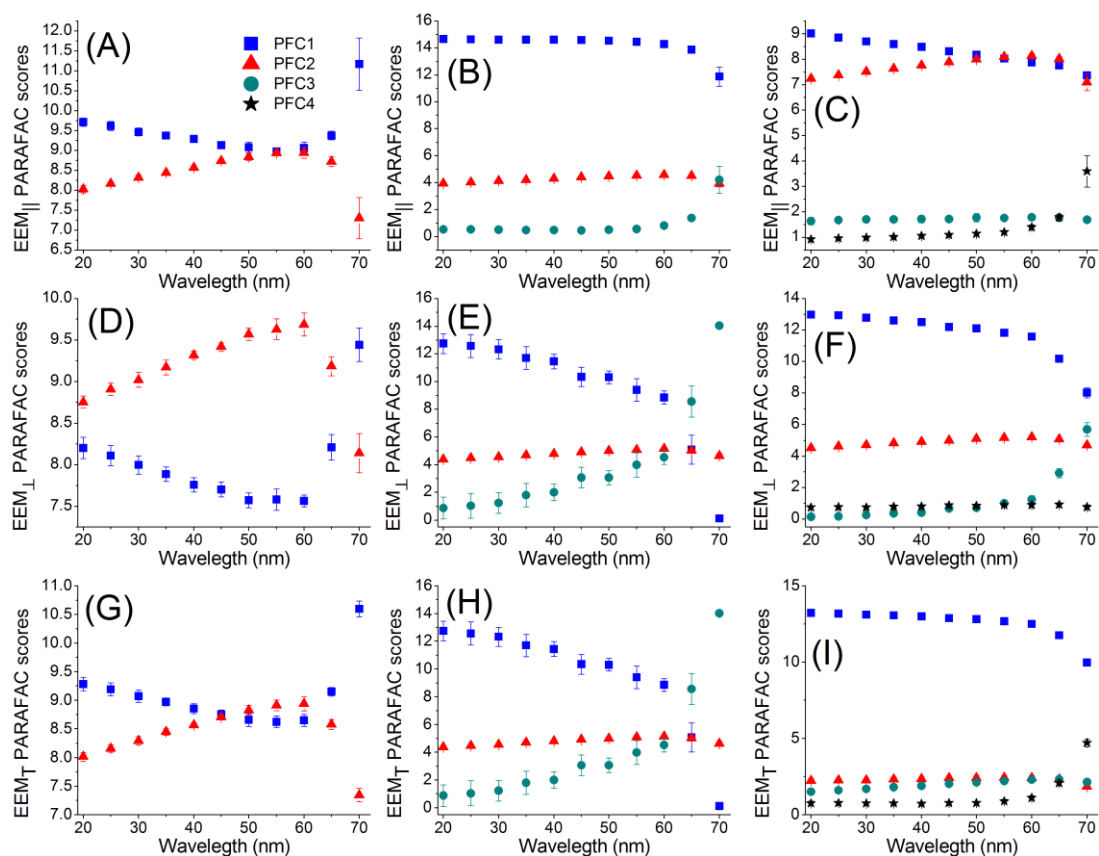 (A)
PFC1
PFC2
PFC3
PFC4
12.0
11.5
11.0
10.5
10.0
9.5
9.0
8.5
8.0
7.5
7.0
6.5
EEM|| PARAFAC scores
20 30 40 50 60 70
Wavelegth (nm)
(B)
16
14
12
10
8
6
4
2
0
EEM|| PARAFAC scores
20 30 40 50 60 70
Wavelegth (nm)
(C)
9
8
7
6
5
4
3
2
1
EEM|| PARAFAC scores
20 30 40 50 60 70
Wavelegth (nm)
(D)
10.0
9.5
9.0
8.5
8.0
7.5
EEM⊥ PARAFAC scores
20 30 40 50 60 70
Wavelegth (nm)
(E)
16
14
12
10
8
6
4
2
0
EEM⊥ PARAFAC scores
20 30 40 50 60 70
Wavelegth (nm)
(F)
14
13
12
11
10
9
8
7
6
5
4
3
2
1
0
EEM⊥ PARAFAC scores
20 30 40 50 60 70
Wavelegth (nm)
(G)
11.0
10.5
10.0
9.5
9.0
8.5
8.0
7.5
7.0
EEMT PARAFAC scores
20 30 40 50 60 70
Wavelegth (nm)
(H)
16
14
12
10
8
6
4
2
0
EEMT PARAFAC scores
20 30 40 50 60 70
Wavelegth (nm)
(I)
15
10
5
0
EEMT PARAFAC scores
20 30 40 50 60 70
Wavelegth (nm)